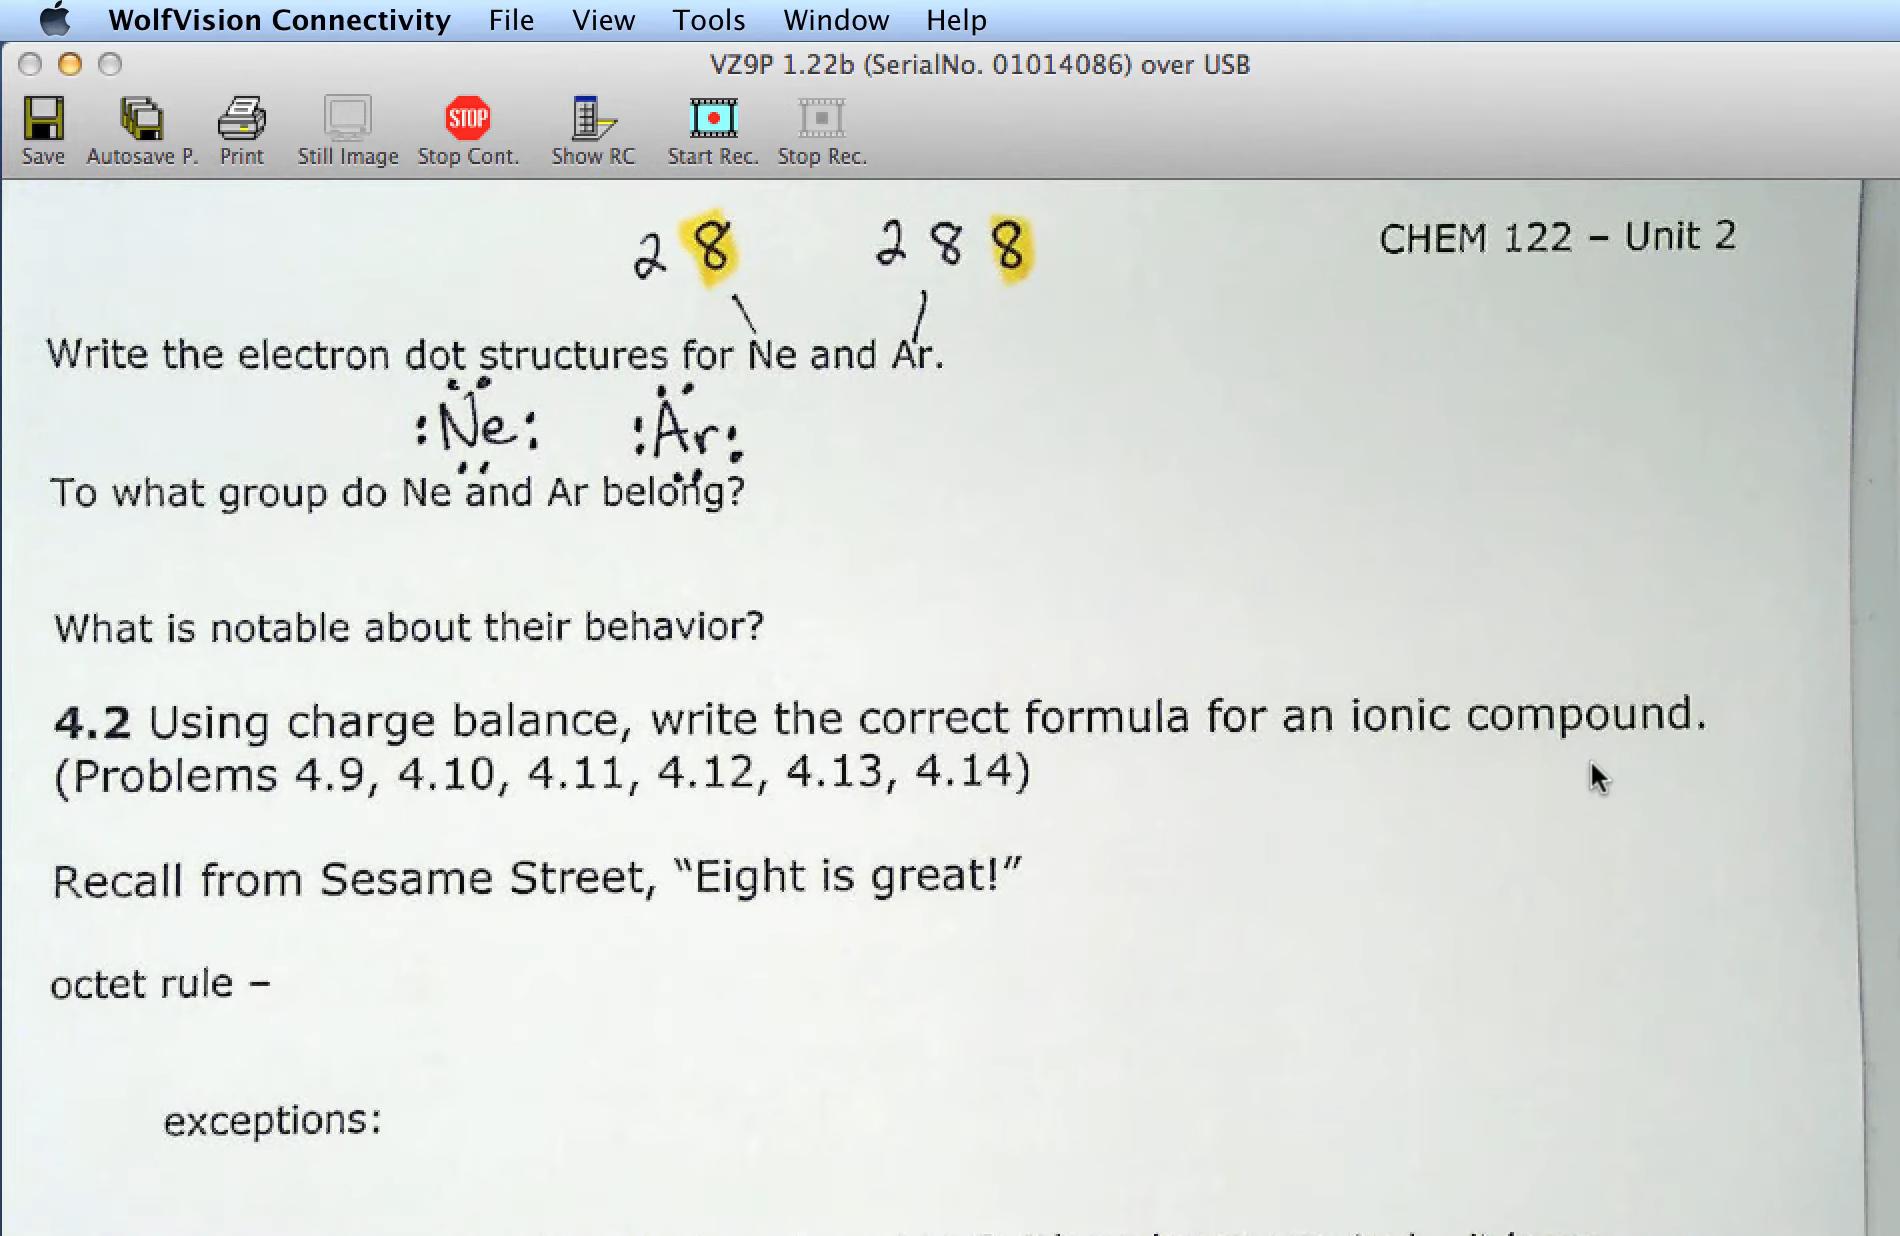 WolfVision Connectivity File View Tools Window Help
VZ9P 1.22b (SerialNo. 01014086) over USB
STOP
Save Autosave P. Print Still Image Stop Cont. Show RC Start Rec. Stop Rec.
2 8 2 8 8 CHEM 122 – Unit 2
Write the electron dot structures for Ne and Ar.
:Ne: :Ar:
To what group do Ne and Ar belong?
What is notable about their behavior?
4.2 Using charge balance, write the correct formula for an ionic compound.
(Problems 4.9, 4.10, 4.11, 4.12, 4.13, 4.14)
Recall from Sesame Street, “Eight is great!”
octet rule –
exceptions: